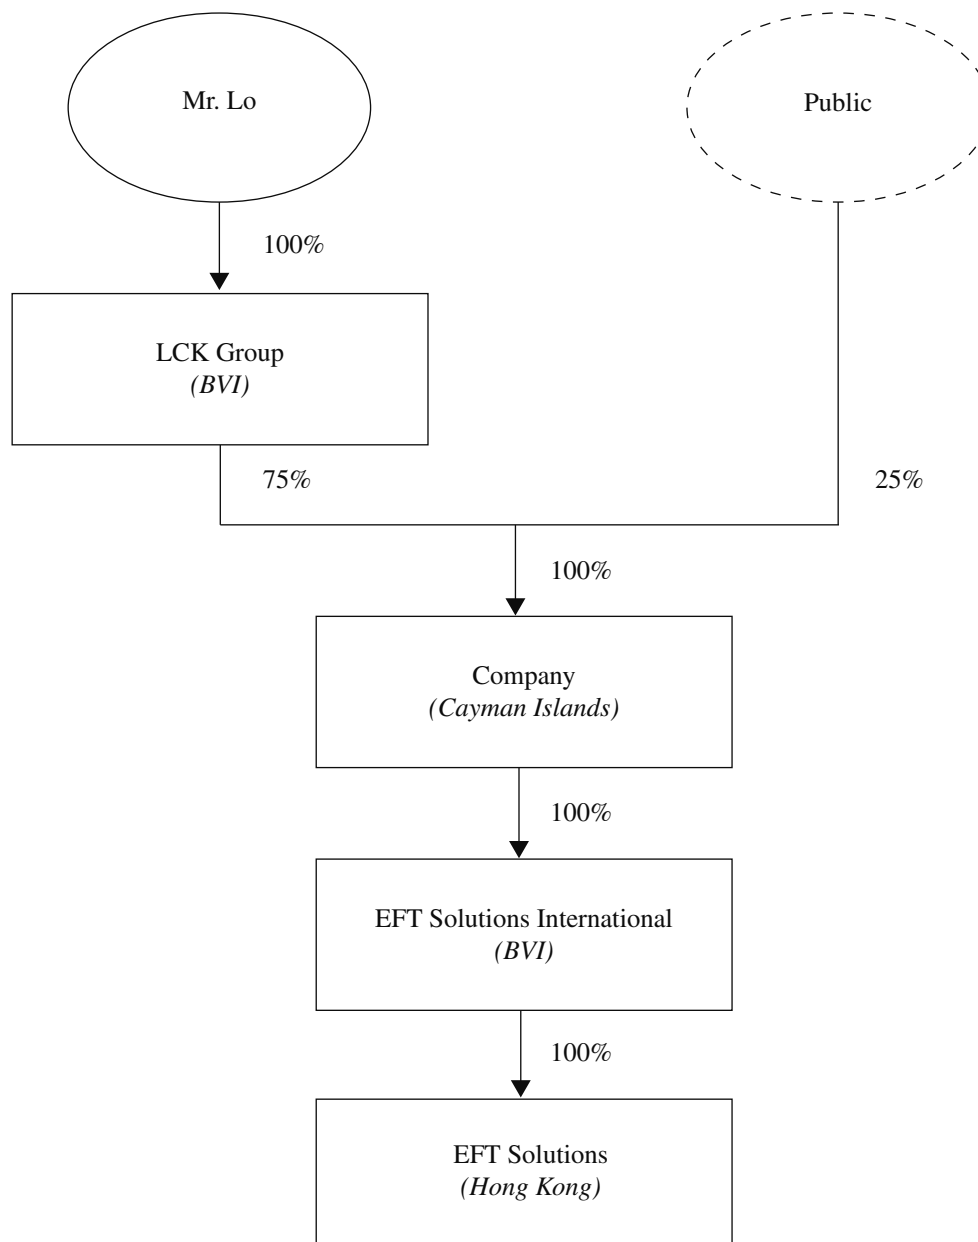 Mr. Lo
Public
100%
LCK Group
(BVI)
75%
25%
100%
Company
(Cayman Islands)
100%
EFT Solutions International
(BVI)
100%
EFT Solutions
(Hong Kong)